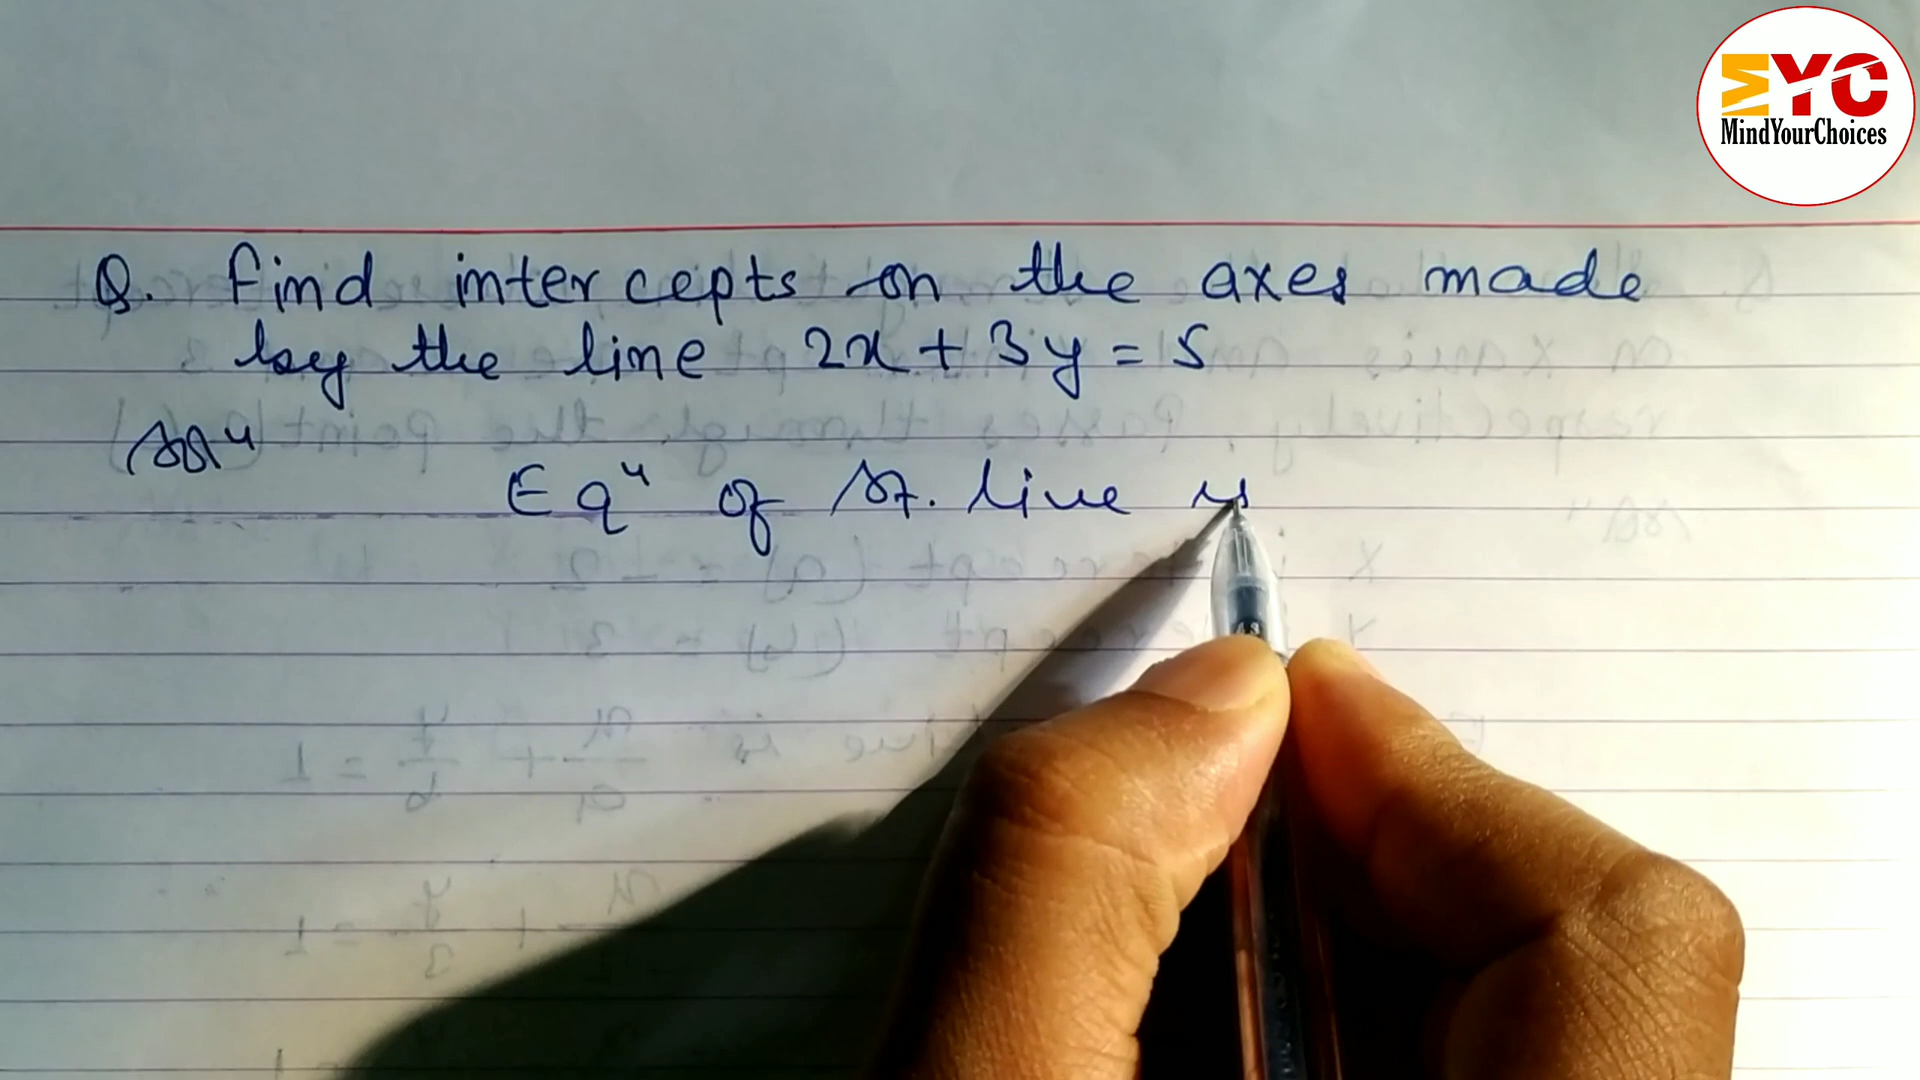 MYC
MindYourChoices
Q. Find intercepts on the axes made
by the line 2x + 3y = 5
Solⁿ
Eqⁿ of St. line is